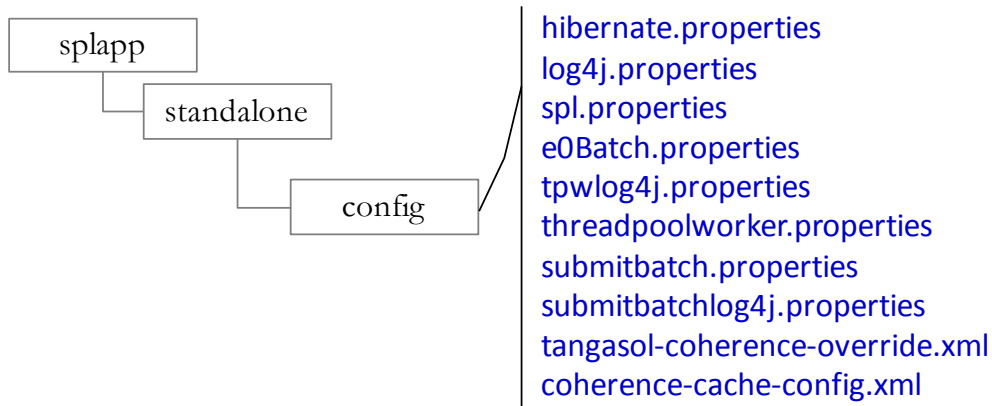 splapp
standalone
config
hibernate.properties
log4j.properties
spl.properties
e0Batch.properties
tpwlog4j.properties
threadpoolworker.properties
submitbatch.properties
submitbatchlog4j.properties
tangasol-coherence-override.xml
coherence-cache-config.xml